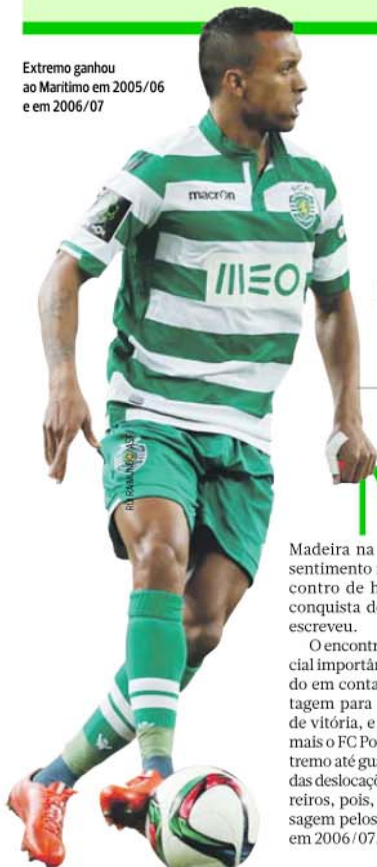 Extremo ganhou
ao Marítimo em 2005/06
e em 2006/07
macron
MEO
Madeira na
sentimento
contro de h
conquista d
escreveu.
O encontr
cial importân
do em conta
tagem para
de vitória, e
mais o FC Po
tremo até gu
das deslocaçõ
reiros, pois,
sagem pelos
em 2006/07